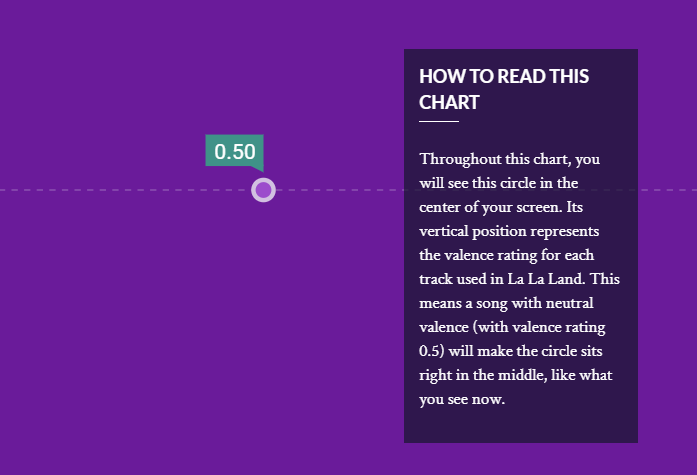 0.50
HOW TO READ THIS
CHART
Throughout this chart, you
will see this circle in the
center of your screen. Its
vertical position represents
the valence rating for each
track used in La La Land. This
means a song with neutral
valence (with valence rating
0.5) will make the circle sits
right in the middle, like what
you see now.